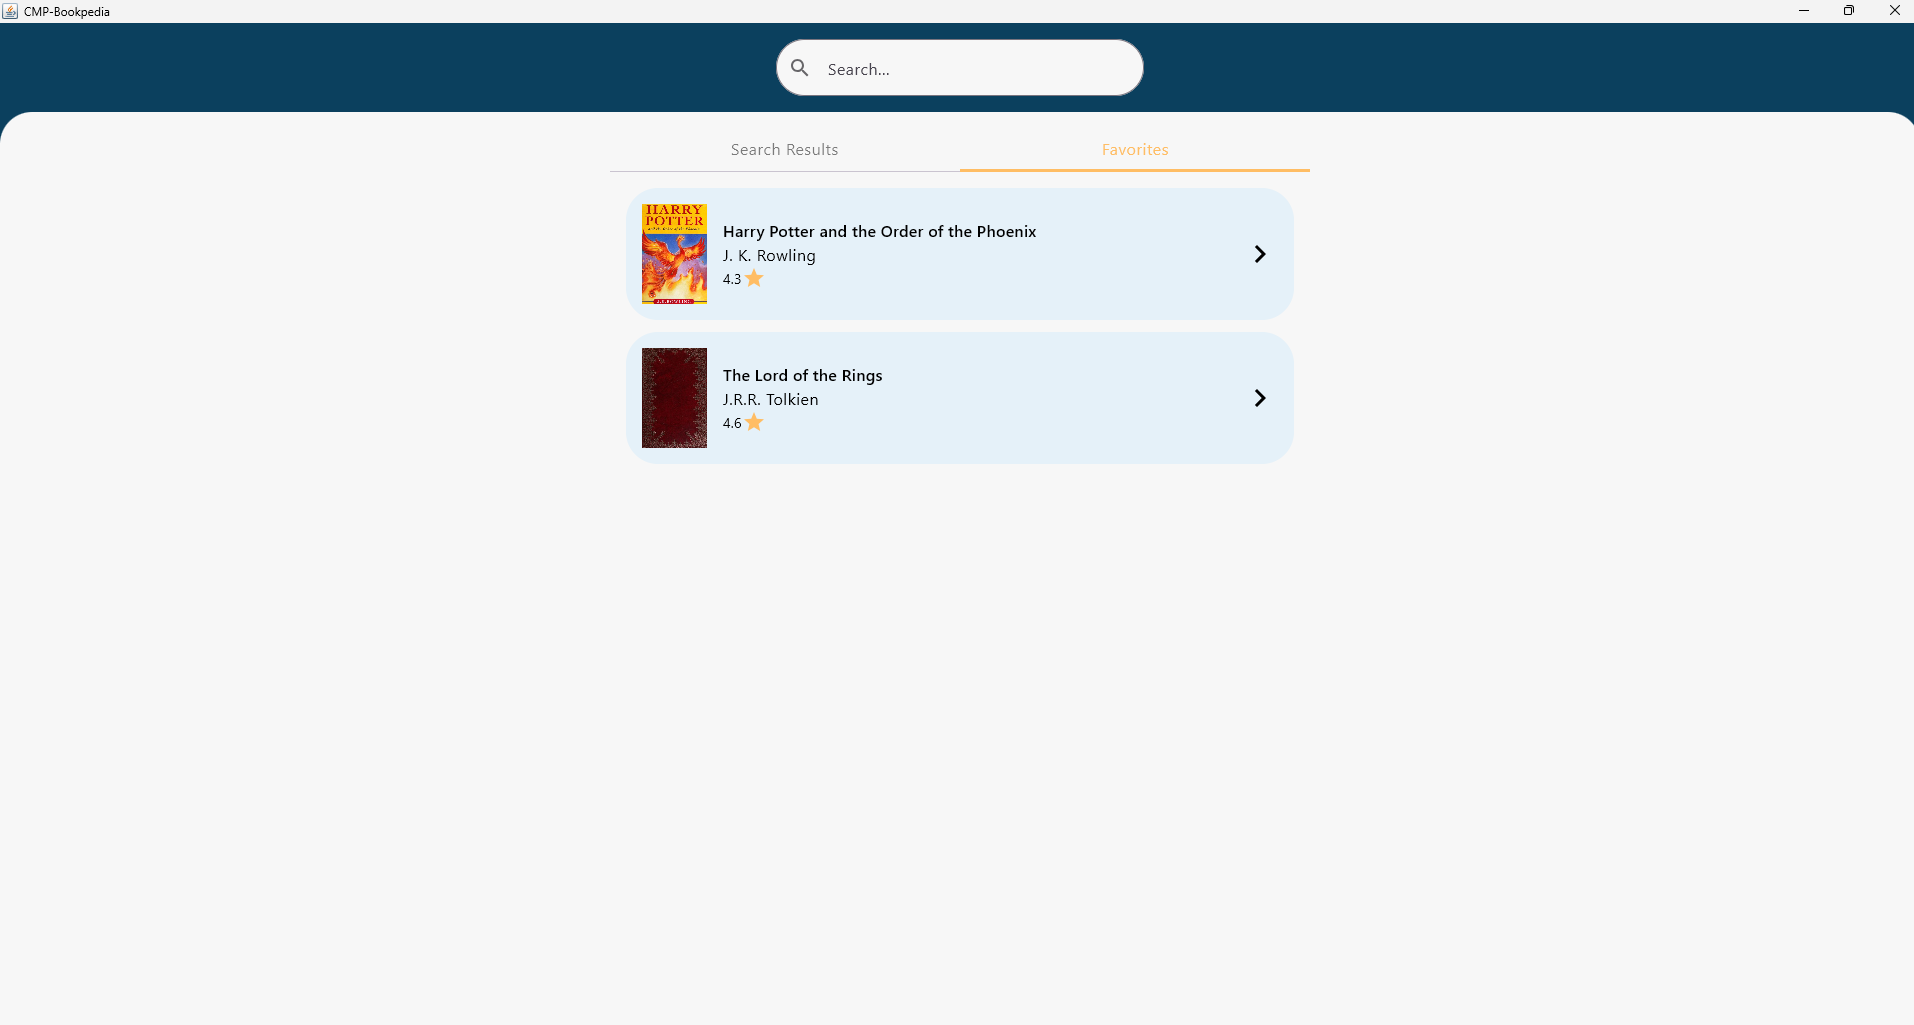 CMP-Bookpedia
Search...
Search Results
Favorites
HARRY
POTTER
Harry Potter and the Order of the Phoenix
J. K. Rowling
4.3
The Lord of the Rings
J.R.R. Tolkien
4.6